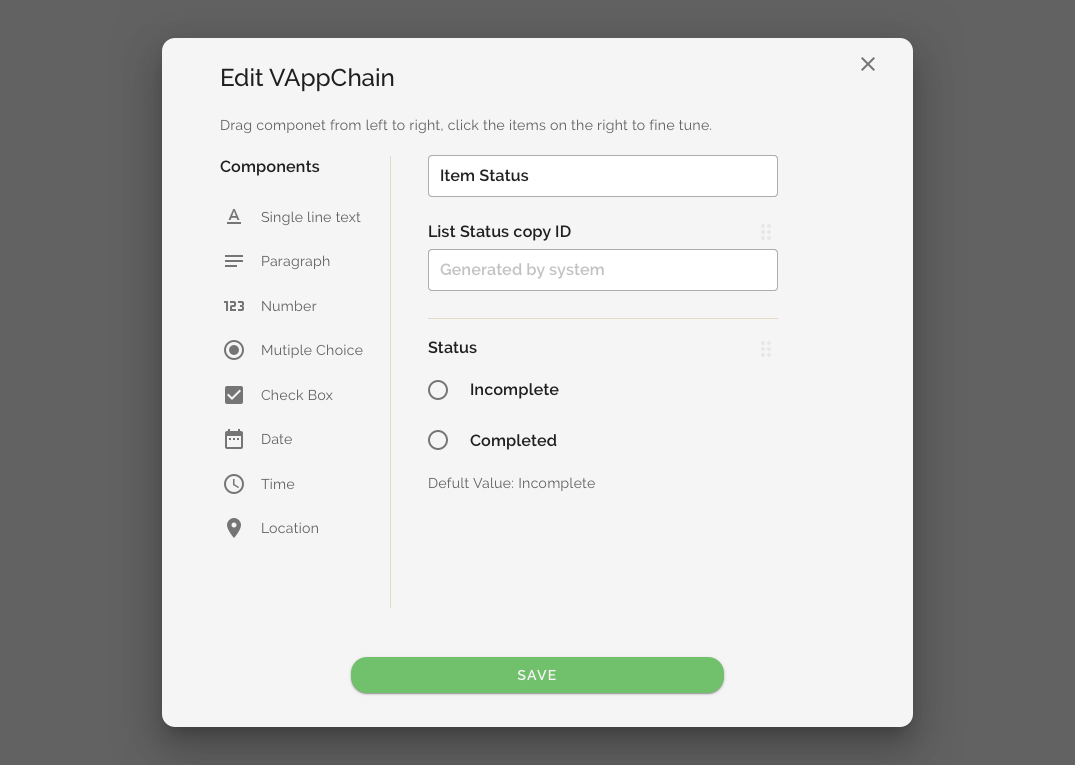 Edit VAppChain
Drag componet from left to right, click the items on the right to fine tune.
Components
Single line text
Paragraph
123 Number
Mutiple Choice
Check Box
Date
Time
Location
Item Status
List Status copy ID
Generated by system
Status
Incomplete
Completed
Defult Value: Incomplete
SAVE